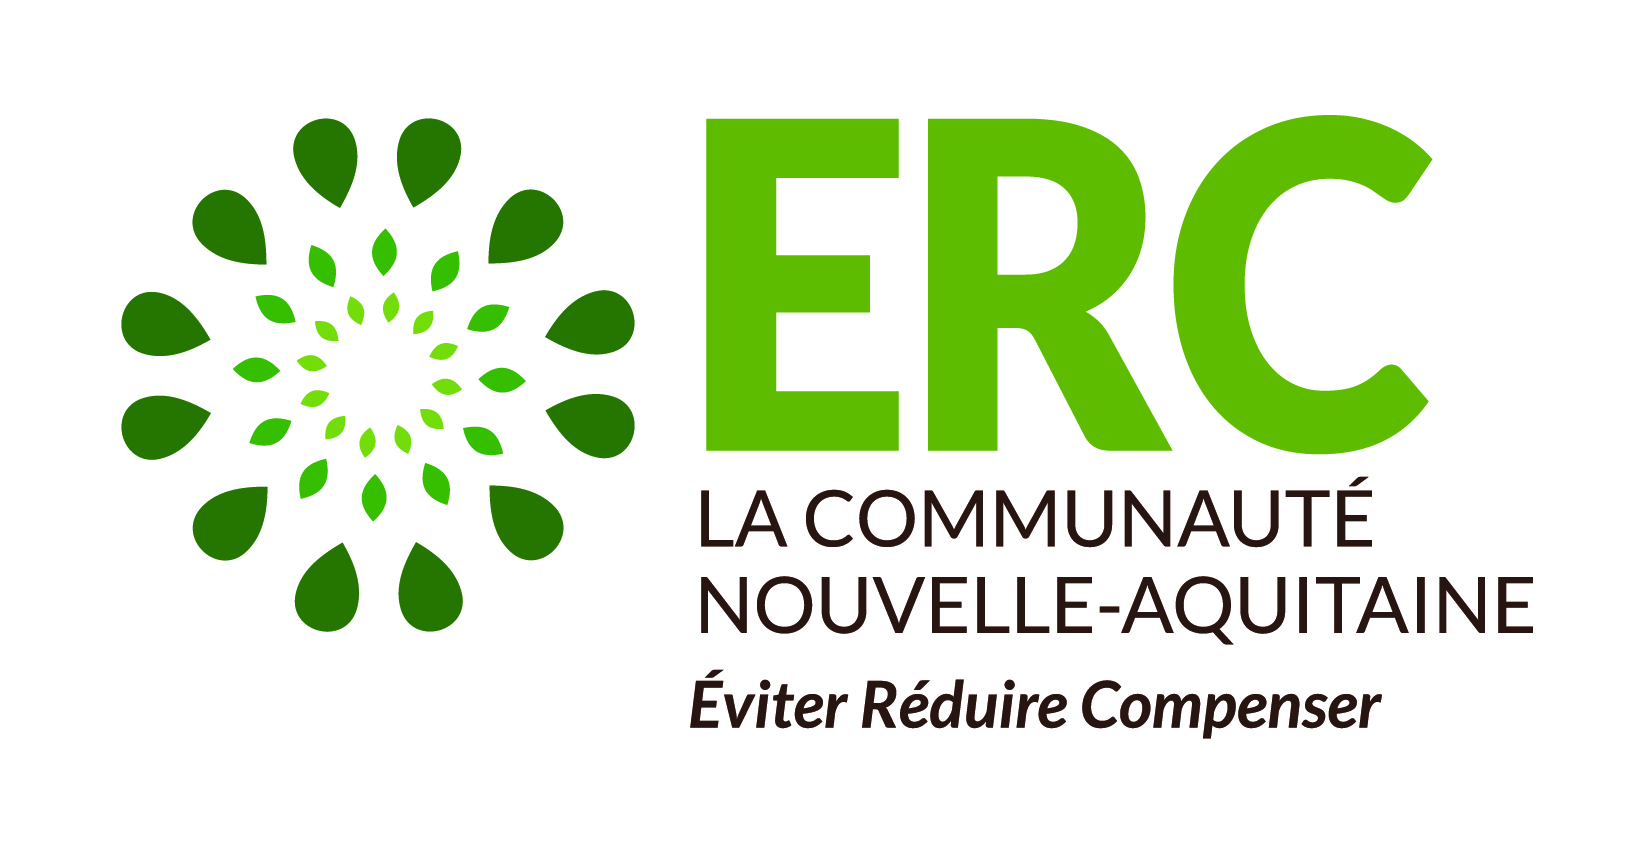 ERC
LA COMMUNAUTÉ
NOUVELLE-AQUITAINE
Éviter Réduire Compenser